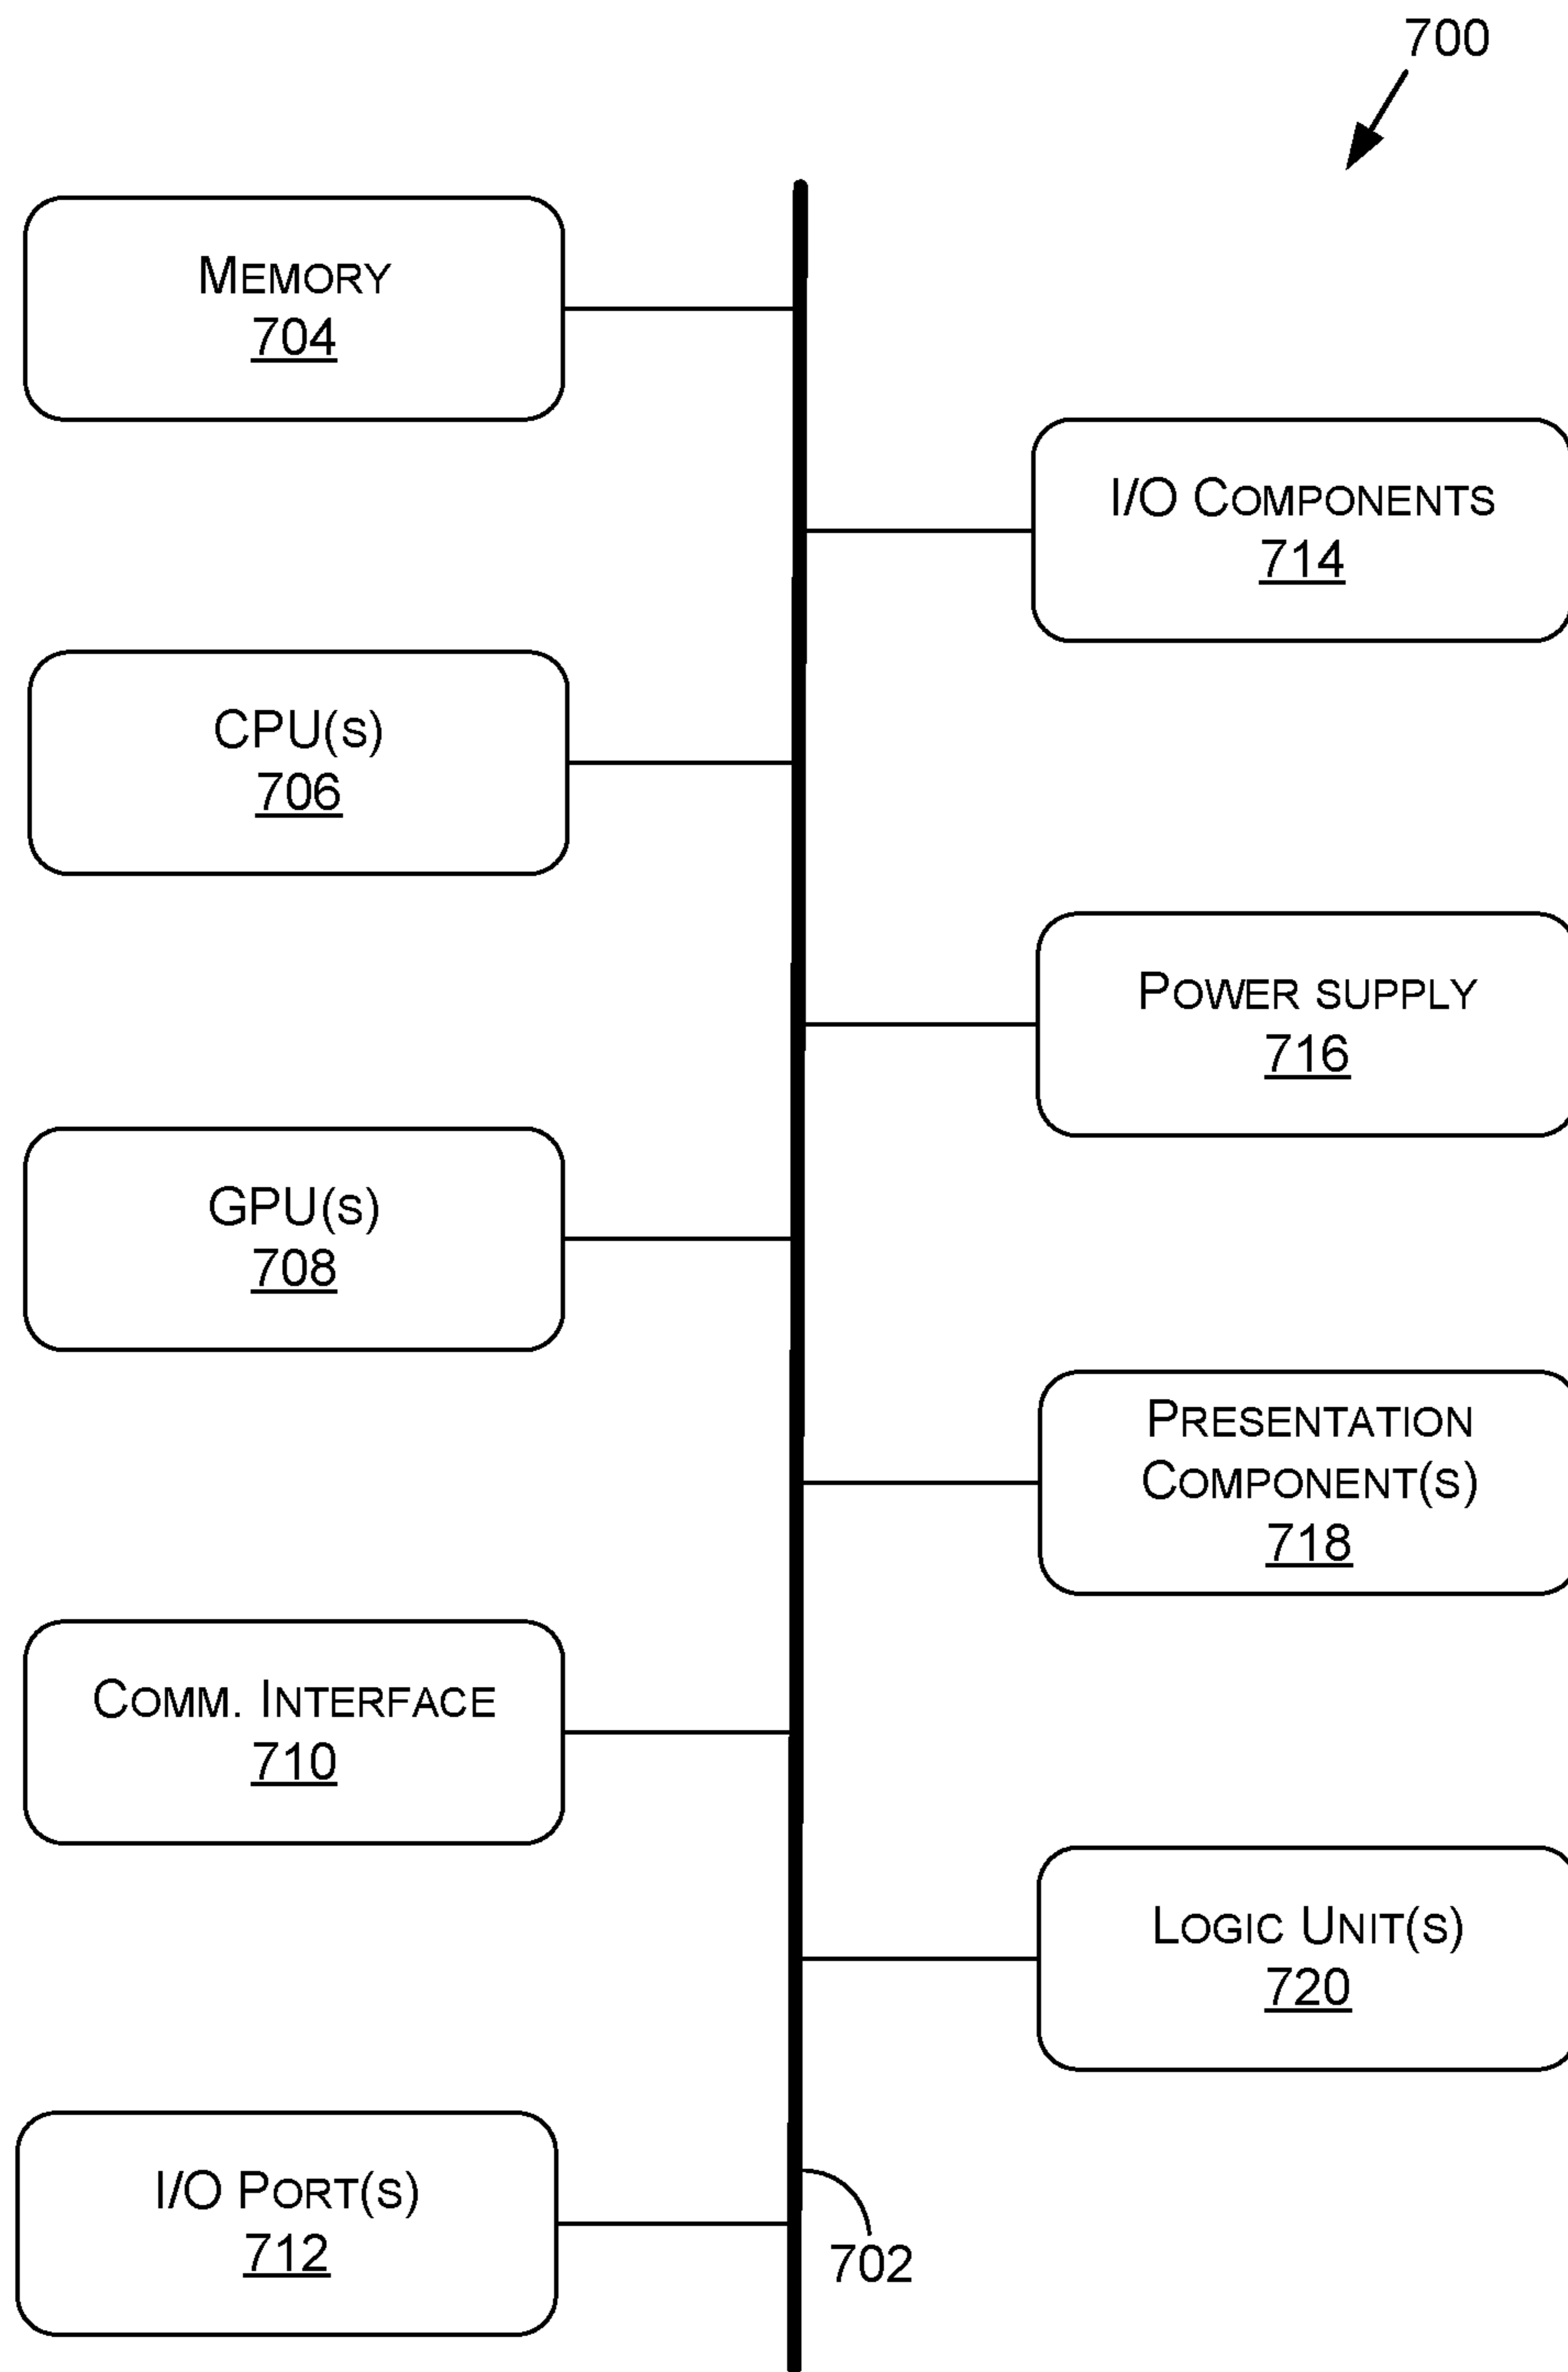 700
MEMORY
704
I/O COMPONENTS
714
CPU(S)
706
POWER SUPPLY
716
GPU(S)
708
PRESENTATION
COMPONENT(S)
718
COMM. INTERFACE
710
LOGIC UNIT(S)
720
I/O PORT(S)
712
702